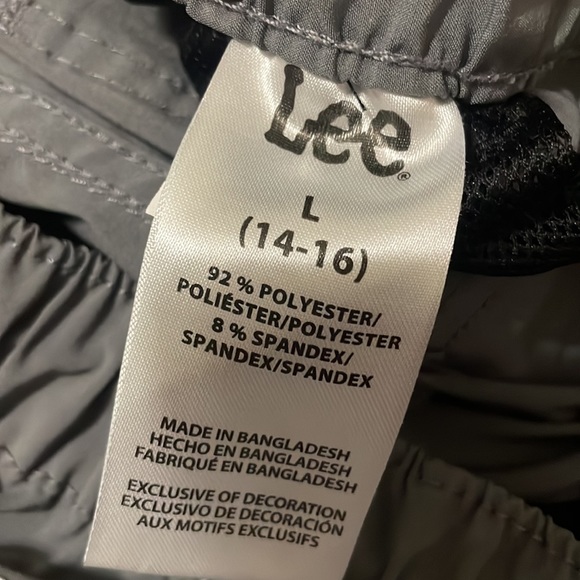 Lee®
L
(14-16)
92 % POLYESTER/
POLIÉSTER/POLYESTER
8 % SPANDEX/
SPANDEX/SPANDEX
MADE IN BANGLADESH
HECHO EN BANGLADESH
FABRIQUÉ EN BANGLADESH
EXCLUSIVE OF DECORATION
EXCLUSIVO DE DECORACIÓN
AUX MOTIFS EXCLUSIFS